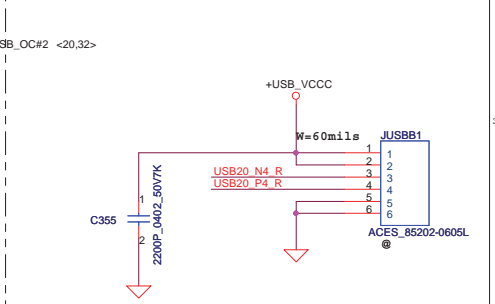 SB_OC#2 <20,32>
+USB_VCCC
W=60mils
JUSBB1
1 1
2 2
USB20_N4_R 3 3
USB20_P4_R 4 4
5 5
6 6
ACES_85202-0605L
@
C355
1
2
2200P_0402_50V7K
3